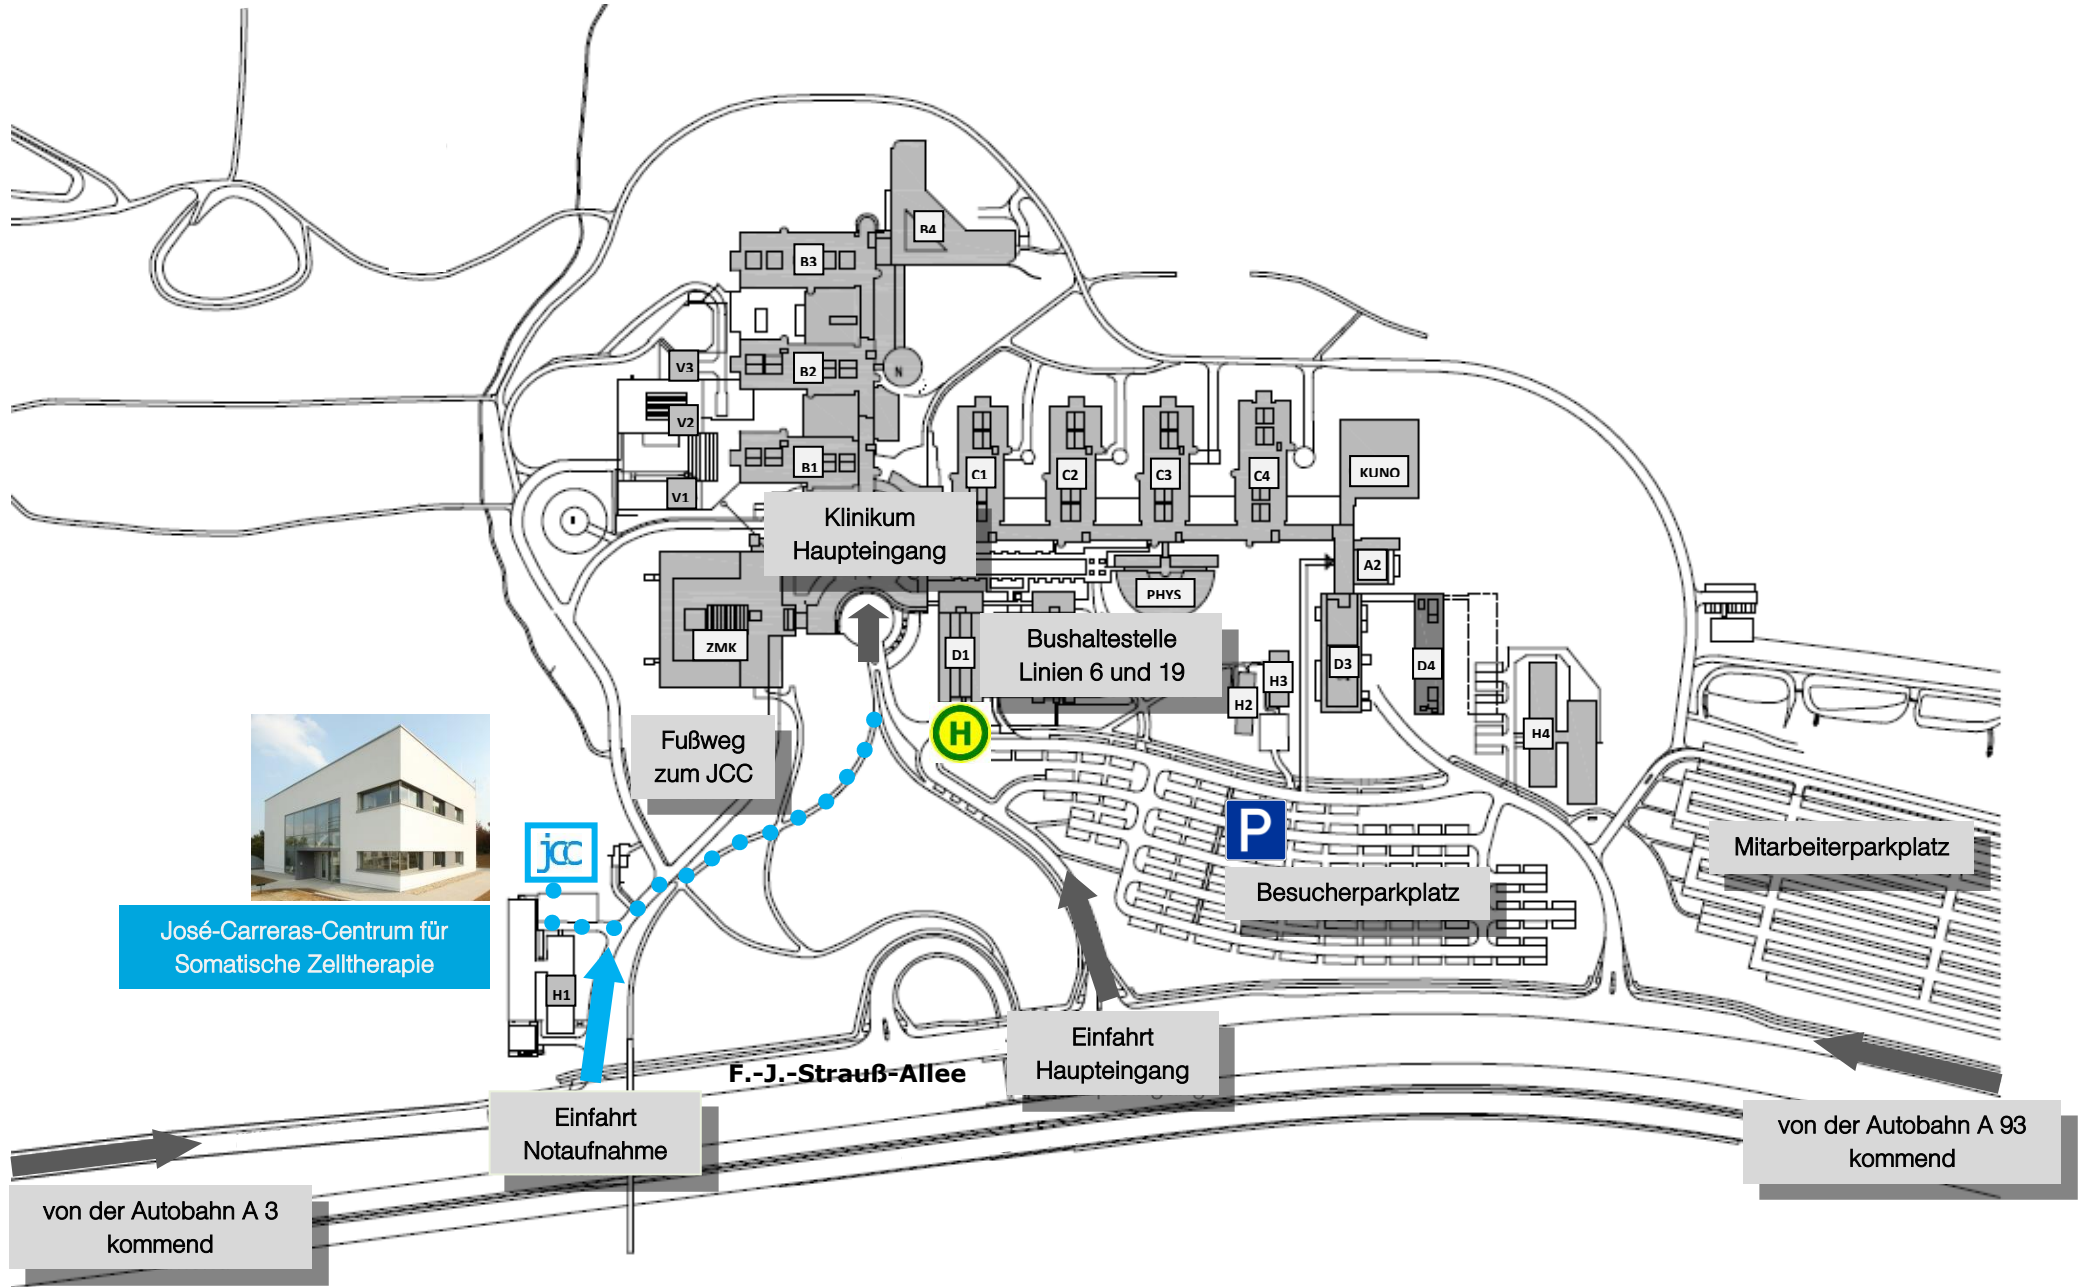 B4
B3
V3
B2
N
V2
B1
C1
C2
C3
C4
KUNO
V1
Klinikum
Haupteingang
A2
PHYS
ZMK
D1
Bushaltestelle
Linien 6 und 19
D3
D4
H3
H2
H4
H
Fußweg
zum JCC
P
jcc
Mitarbeiterparkplatz
Besucherparkplatz
José-Carreras-Centrum für
Somatische Zelltherapie
H1
Einfahrt
Haupteingang
F.-J.-Strauß-Allee
Einfahrt
Notaufnahme
von der Autobahn A 93
kommend
von der Autobahn A 3
kommend